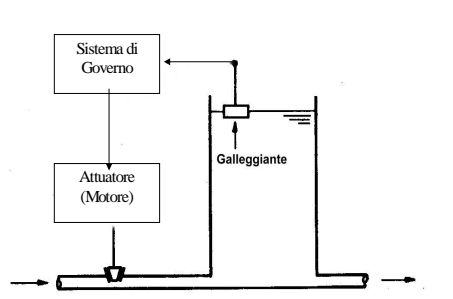 Sistema di
Governo
Galleggiante
Attuatore
(Motore)